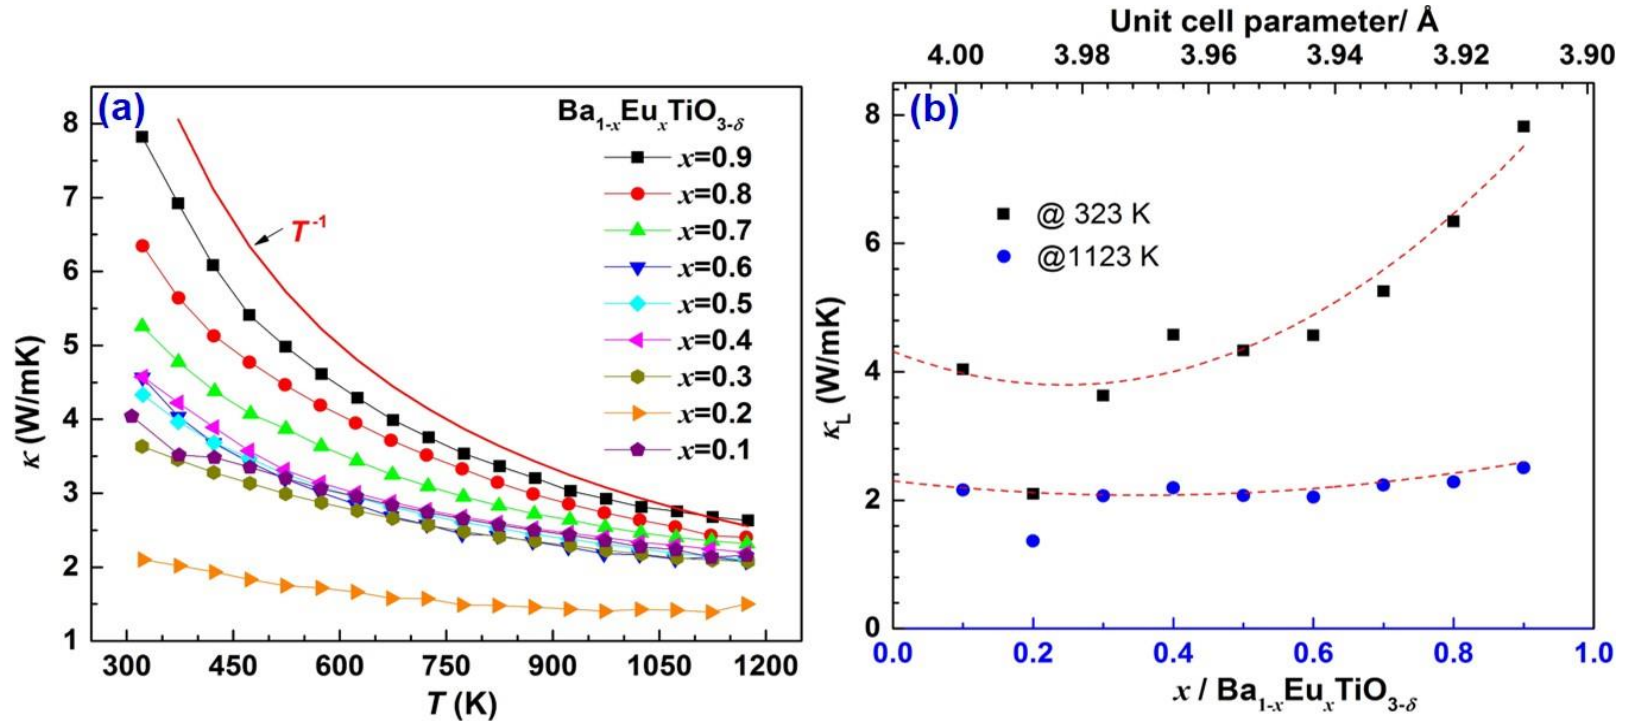 (a)
Ba1-xEuxTiO3-δ
x=0.9
x=0.8
x=0.7
x=0.6
x=0.5
x=0.4
x=0.3
x=0.2
x=0.1
T-1
8
7
6
5
4
3
2
1
κ (W/mK)
300 450 600 750 900 1050 1200
T (K)
Unit cell parameter/ Å
4.00 3.98 3.96 3.94 3.92 3.90
(b)
@ 323 K
@1123 K
8
6
4
2
0
κL (W/mK)
0.0 0.2 0.4 0.6 0.8 1.0
x / Ba1-xEuxTiO3-δ